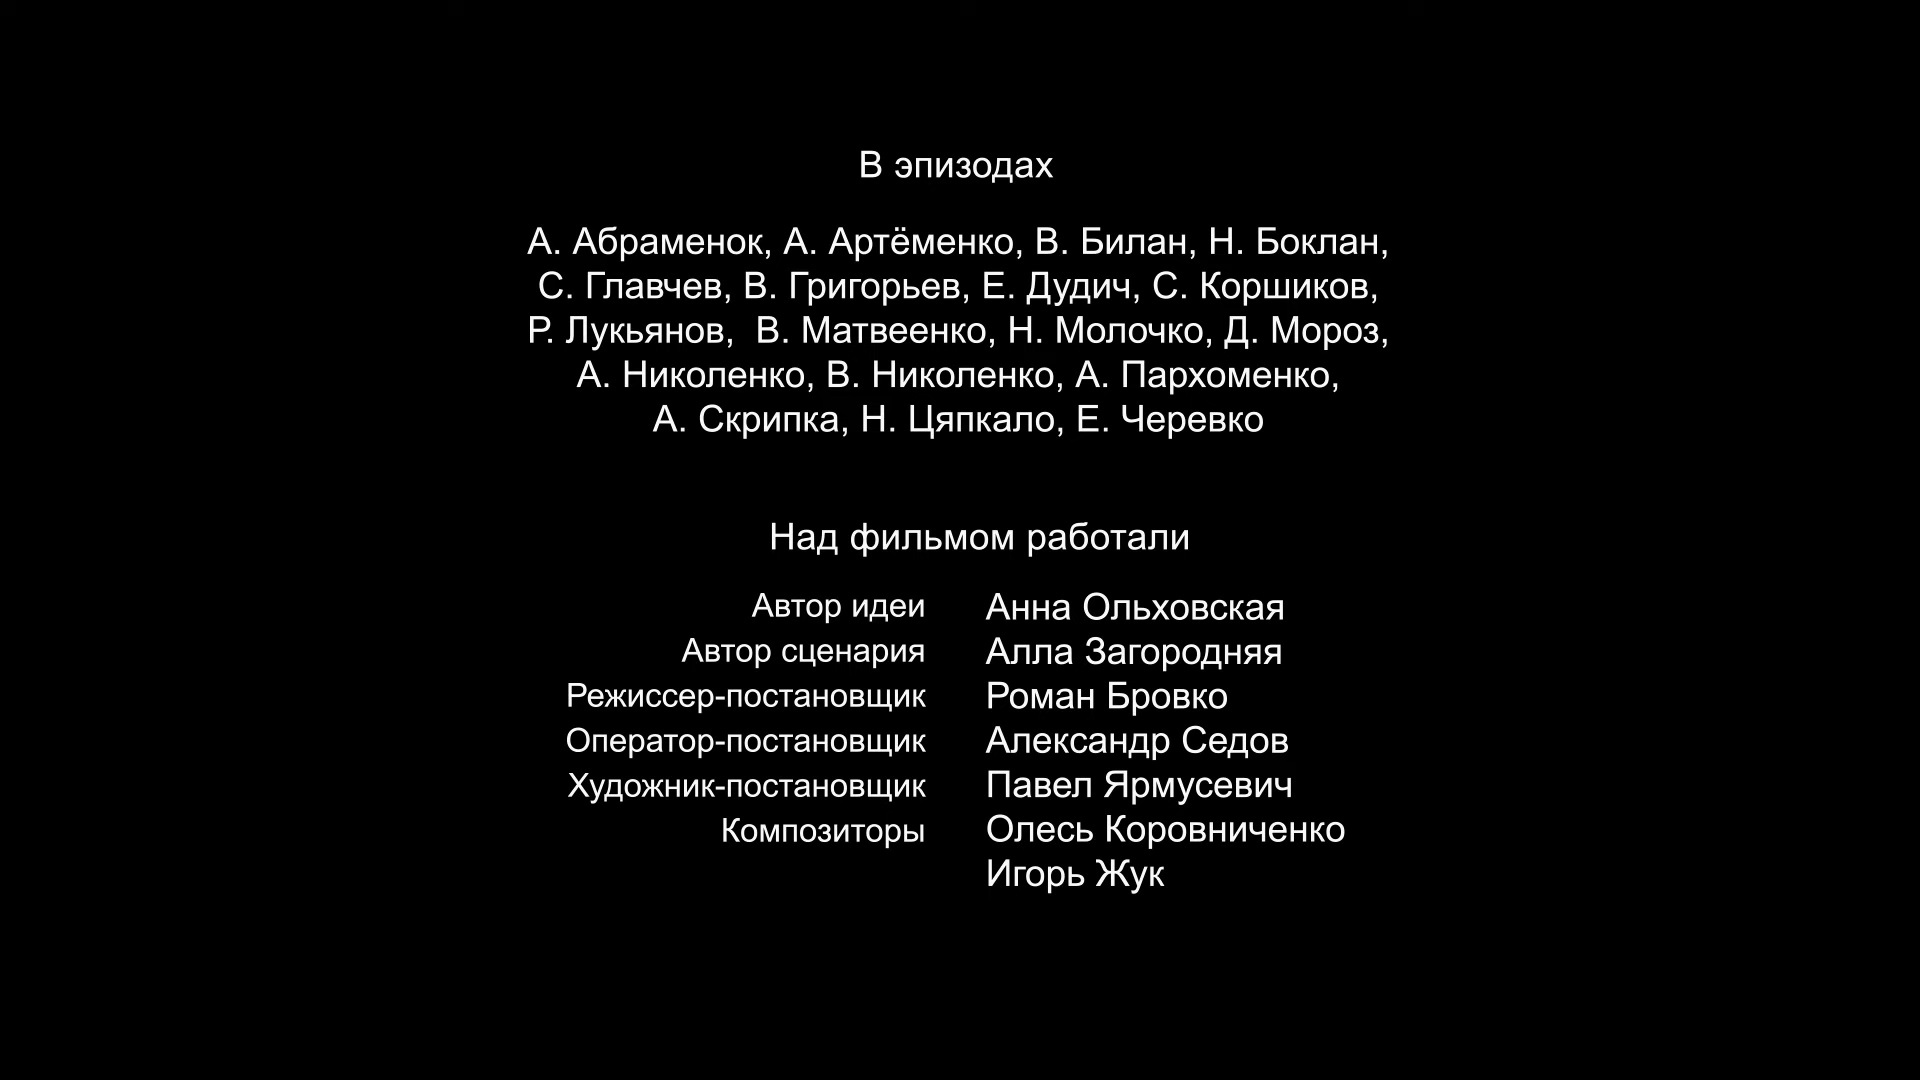 В эпизодах
А. Абраменок, А. Артёменко, В. Билан, Н. Боклан,
С. Главчев, В. Григорьев, Е. Дудич, С. Коршиков,
Р. Лукьянов, В. Матвеенко, Н. Молочко, Д. Мороз,
А. Николенко, В. Николенко, А. Пархоменко,
А. Скрипка, Н. Цяпкало, Е. Черевко
Над фильмом работали
Автор идеи Анна Ольховская
Автор сценария Алла Загородняя
Режиссер-постановщик Роман Бровко
Оператор-постановщик Александр Седов
Художник-постановщик Павел Ярмусевич
Композиторы Олесь Коровниченко
Игорь Жук